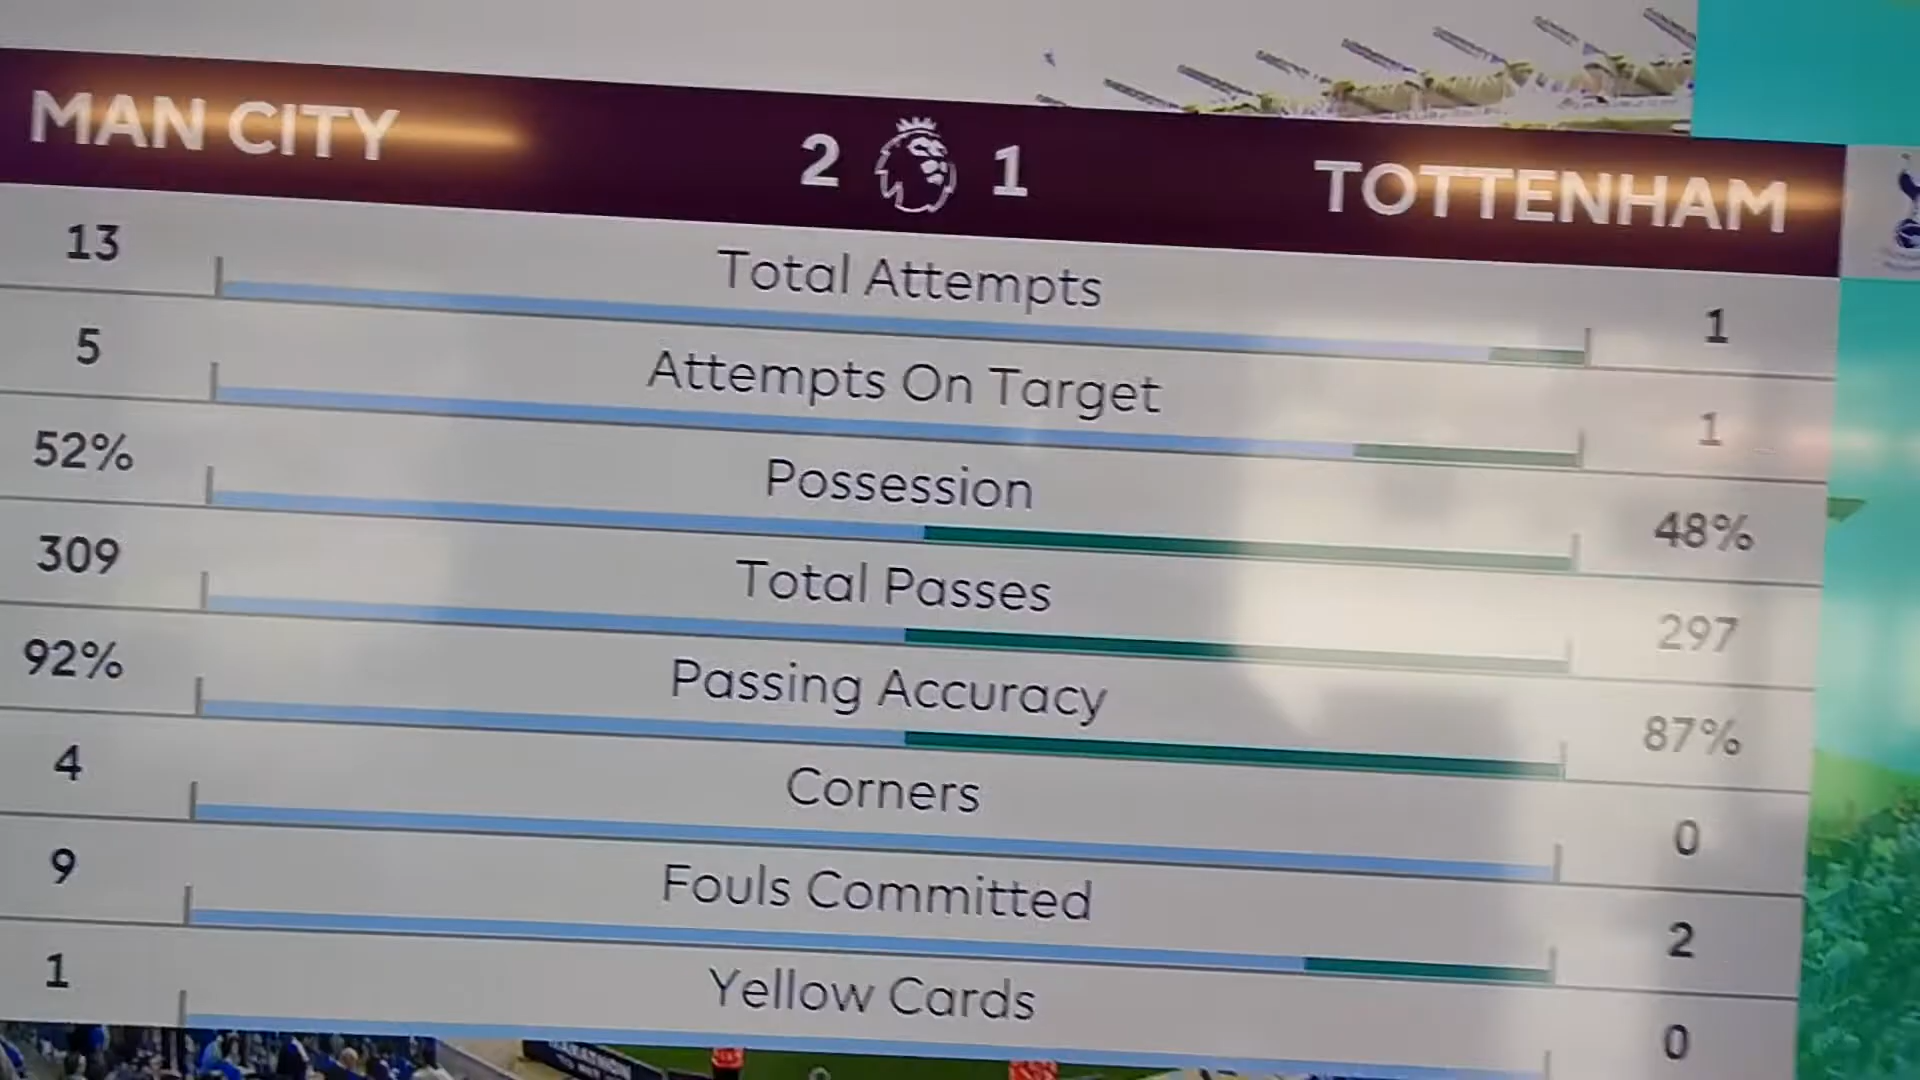 MAN CITY 2 1 TOTTENHAM
13 Total Attempts 1
5 Attempts On Target 1
52% Possession 48%
309 Total Passes 297
92% Passing Accuracy 87%
4 Corners 0
9 Fouls Committed 2
1 Yellow Cards 0